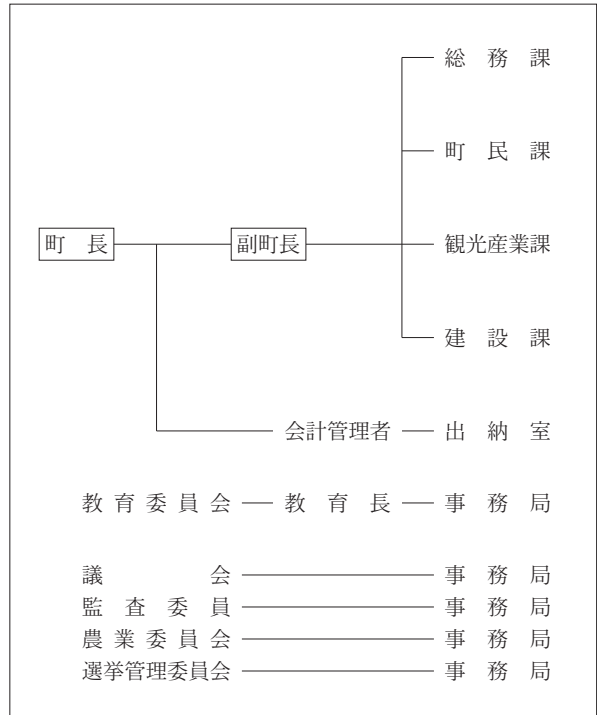 総務課
町民課
町長 副町長 観光産業課
建設課
会計管理者 出納室
教育委員会 教育長 事務局
議会 事務局
監査委員 事務局
農業委員会 事務局
選挙管理委員会 事務局